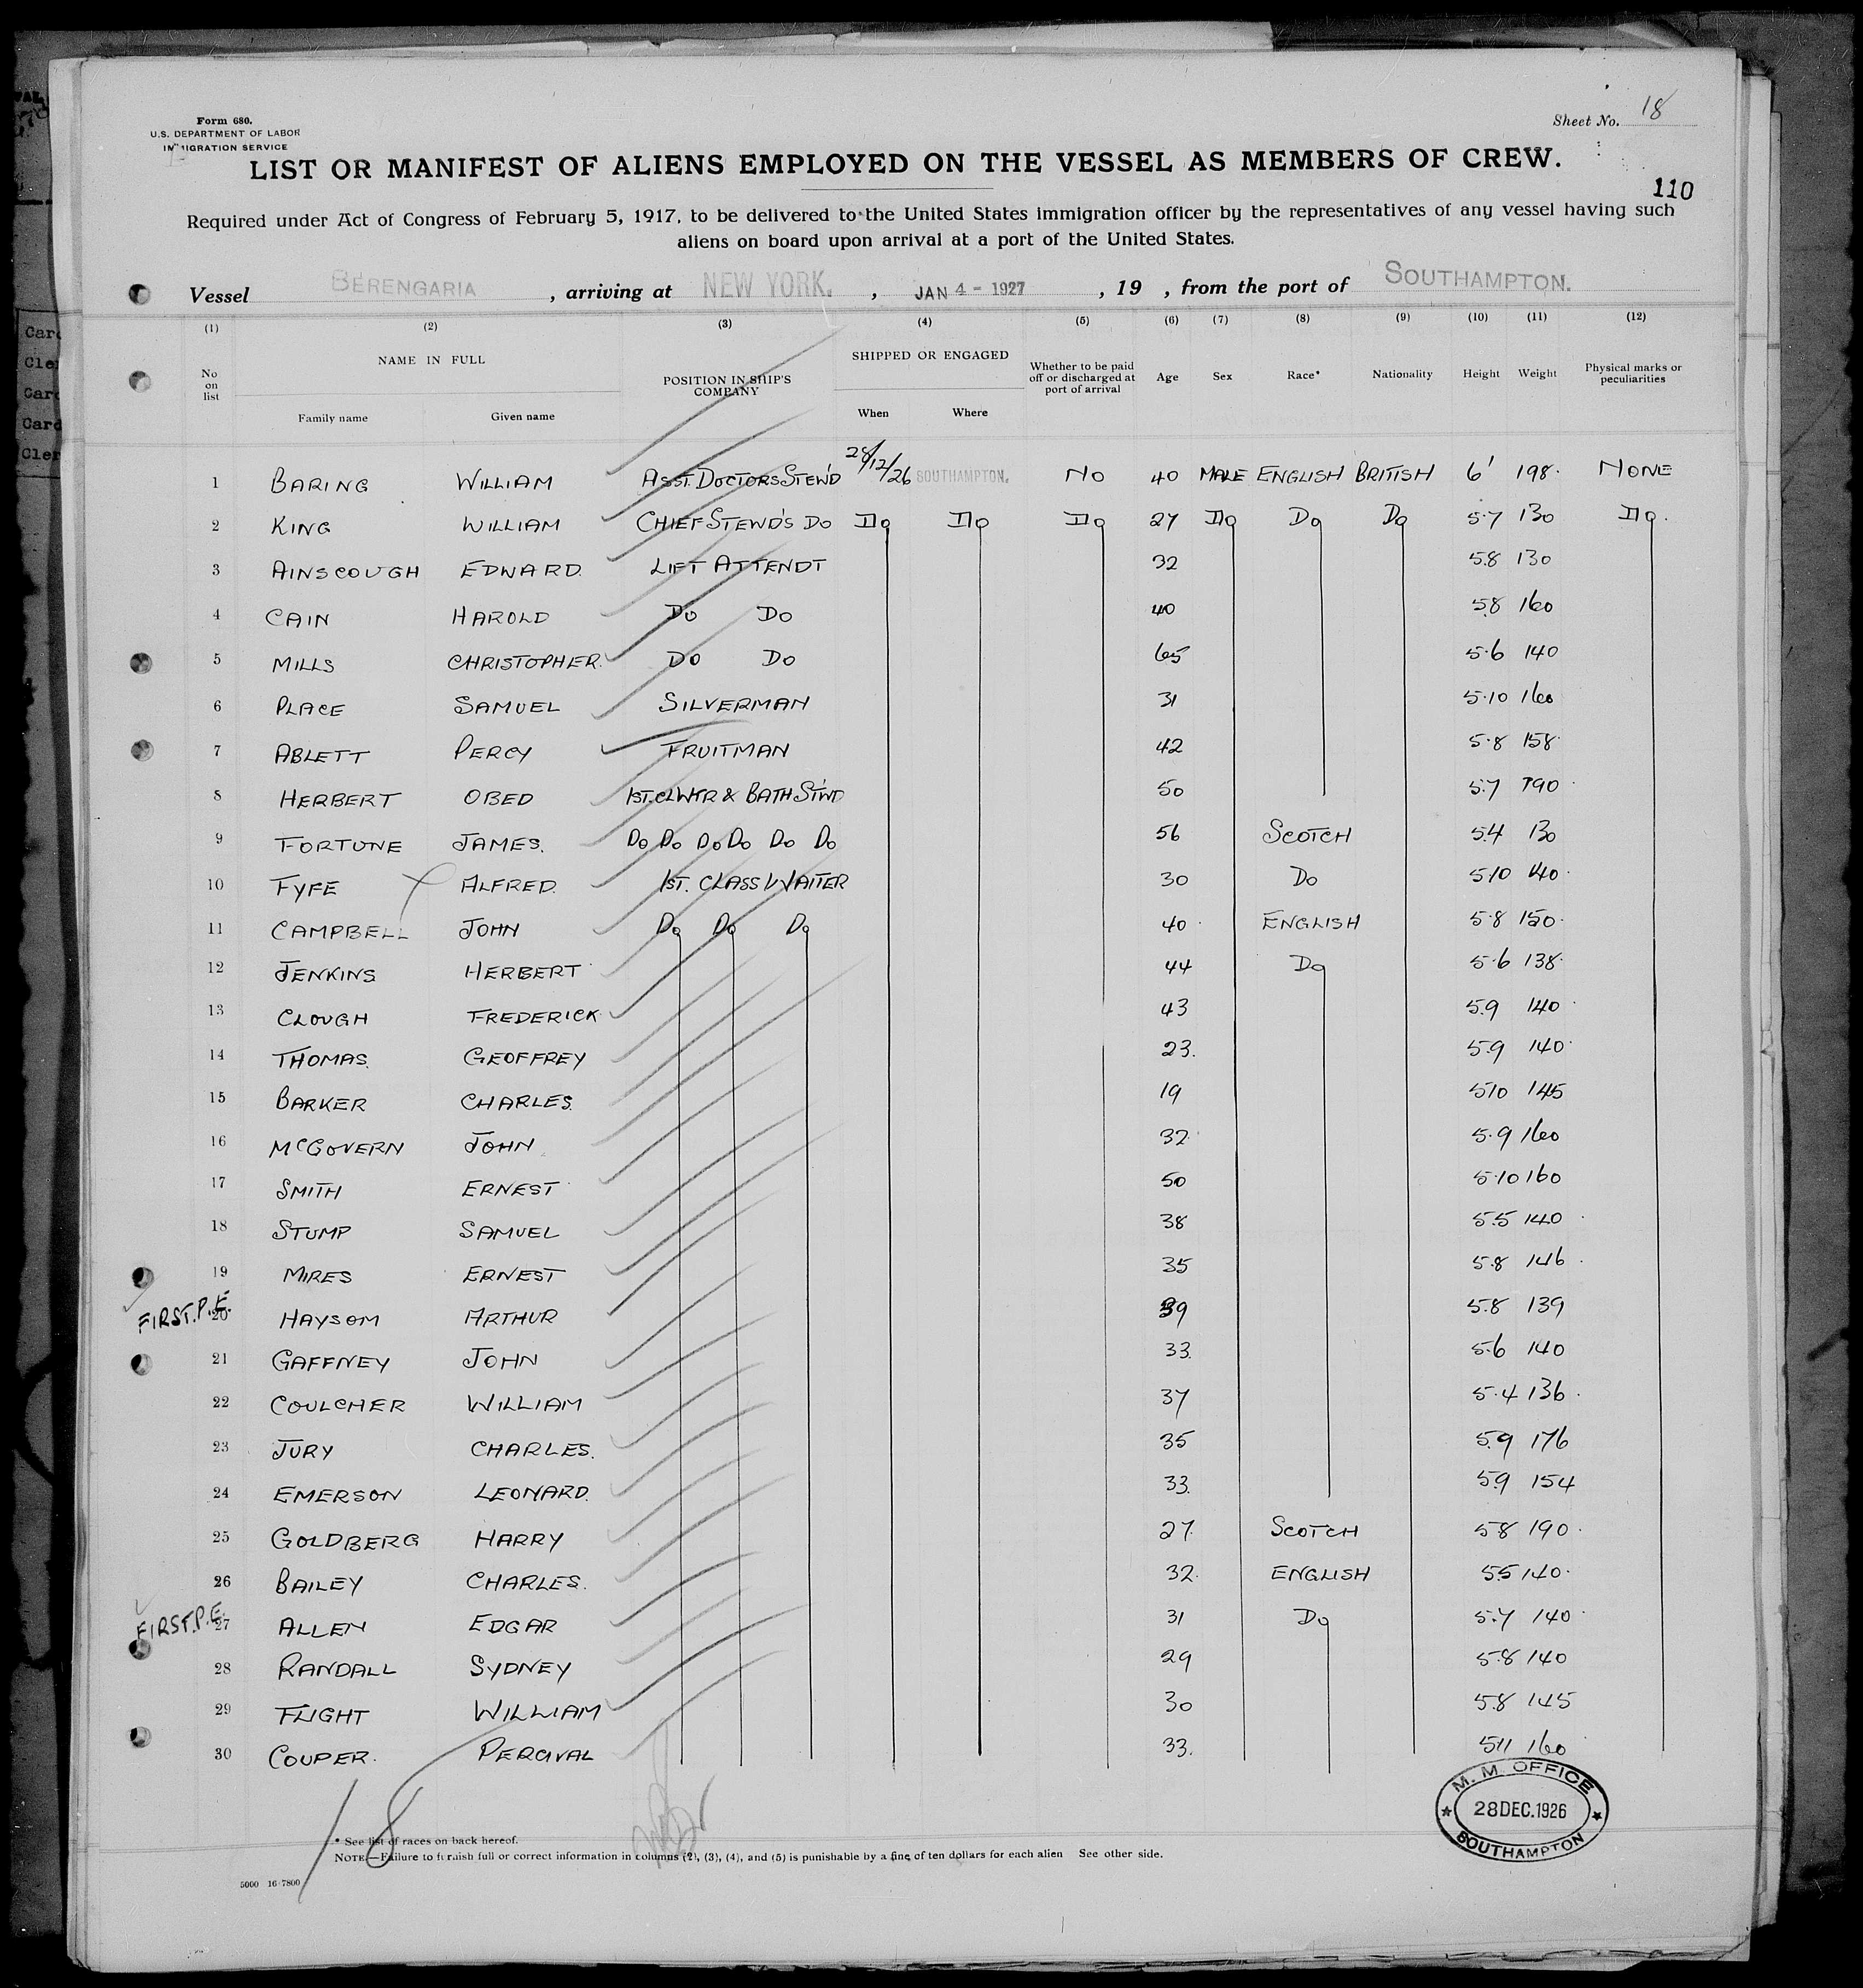 Form 680.
U.S. DEPARTMENT OF LABOR
IMMIGRATION SERVICE
Sheet No. 18
LIST OR MANIFEST OF ALIENS EMPLOYED ON THE VESSEL AS MEMBERS OF CREW.
110
Required under Act of Congress of February 5, 1917, to be delivered to the United States immigration officer by the representatives of any vessel having such
aliens on board upon arrival at a port of the United States.
Vessel BERENGARIA, arriving at NEW YORK., JAN 4 - 1927, 19 , from the port of SOUTHAMPTON.
(1) (2) (3) (4) (5) (6) (7) (8) (9) (10) (11) (12)
No on list NAME IN FULL POSITION IN SHIP'S COMPANY SHIPPED OR ENGAGED Whether to be paid off or discharged at port of arrival Age Sex Race* Nationality Height Weight Physical marks or peculiarities
Family name Given name When Where
1 BARING WILLIAM ASST. DOCTORS STEWD 28/12/26 SOUTHAMPTON. NO 40 MALE ENGLISH BRITISH 6' 198. NONE
2 KING WILLIAM CHIEF STEWD'S DO DO DO DO 27 DO DO DO 5.7 130 DO.
3 AINSCOUGH EDWARD. LIFT ATTENDT 32 5.8 130
4 CAIN HAROLD DO DO 40 5.8 160
5 MILLS CHRISTOPHER. DO DO 65 5.6 140
6 PLACE SAMUEL SILVERMAN 31 5.10 160
7 ABLETT PERCY FRUITMAN 42 5.8 158
8 HERBERT OBED 1ST.CL WTR & BATH STWD 50 5.7 190
9 FORTUNE JAMES. DO DO DO DO DO DO 56 SCOTCH 5.4 130
10 FYFE ALFRED. 1ST. CLASS WAITER 30 DO 5.10 140
11 CAMPBELL JOHN DO DO DO 40 ENGLISH 5.8 150.
12 JENKINS HERBERT 44 DO 5.6 138.
13 CLOUGH FREDERICK 43 5.9 140
14 THOMAS. GEOFFREY 23. 5.9 140
15 BARKER CHARLES. 19 5.10 145
16 McGOVERN JOHN 32 5.9 160
17 SMITH ERNEST 50 5.10 160
18 STUMP SAMUEL 38 5.5 140
19 MIRES ERNEST 35 5.8 146
FIRST.P.E. 20 HAYSOM ARTHUR 39 5.8 139
21 GAFFNEY JOHN 33. 5.6 140
22 COULCHER WILLIAM 37 5.4 136
23 JURY CHARLES. 35 5.9 176
24 EMERSON LEONARD. 33. 5.9 154
25 GOLDBERG HARRY 27. SCOTCH 5.8 190
26 BAILEY CHARLES. 32. ENGLISH 5.5 140
FIRST.P.E. 27 ALLEN EDGAR 31 DO 5.7 140
28 RANDALL SYDNEY 29 5.8 140
29 FLIGHT WILLIAM 30 5.8 145
30 COUPER. PERCIVAL 33. 5.11 160
M. M. OFFICE
28 DEC. 1926
SOUTHAMPTON
18
* See list of races on back hereof.
NOTE.—Failure to furnish full or correct information in columns (2), (3), (4), and (5) is punishable by a fine of ten dollars for each alien See other side.
5000 16-7800